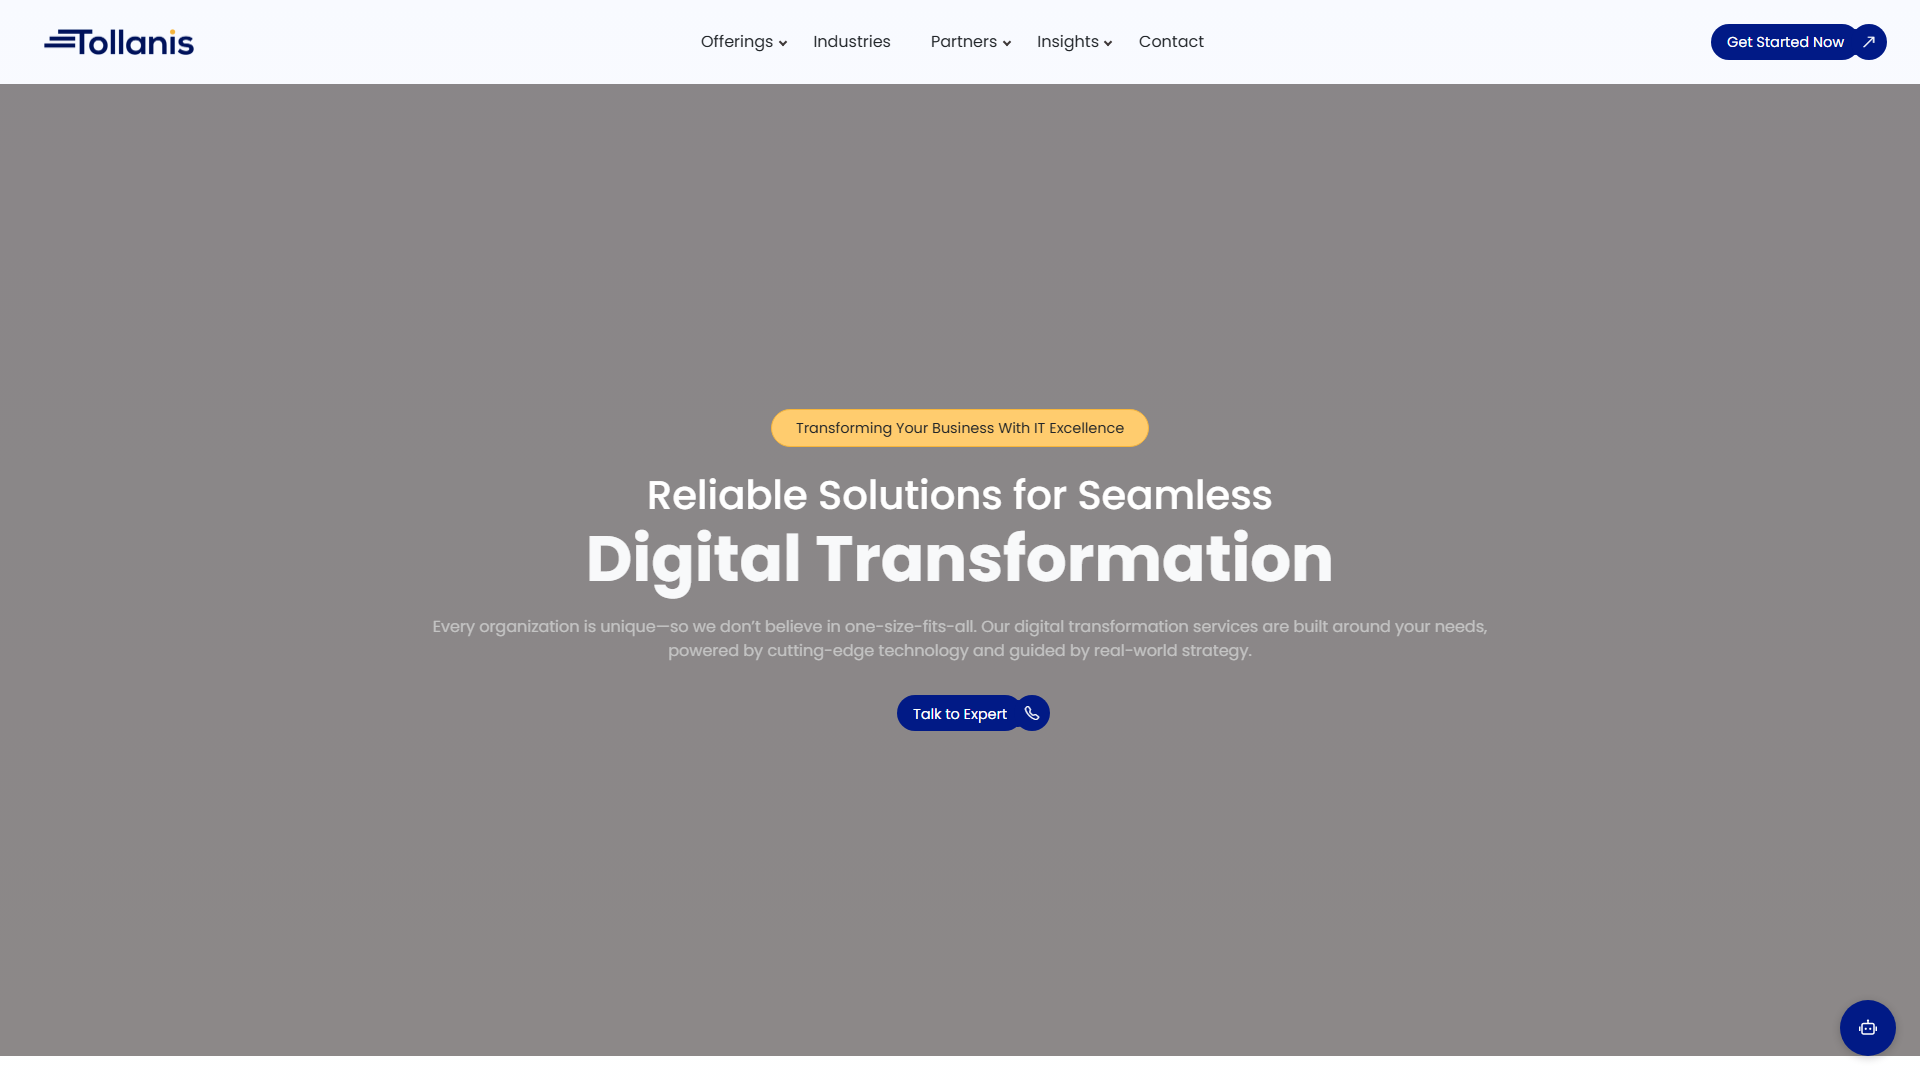 Tollanis
Offerings
Industries
Partners
Insights
Contact
Get Started Now
Transforming Your Business With IT Excellence
Reliable Solutions for Seamless
Digital Transformation
Every organization is unique—so we don’t believe in one-size-fits-all. Our digital transformation services are built around your needs,
powered by cutting-edge technology and guided by real-world strategy.
Talk to Expert